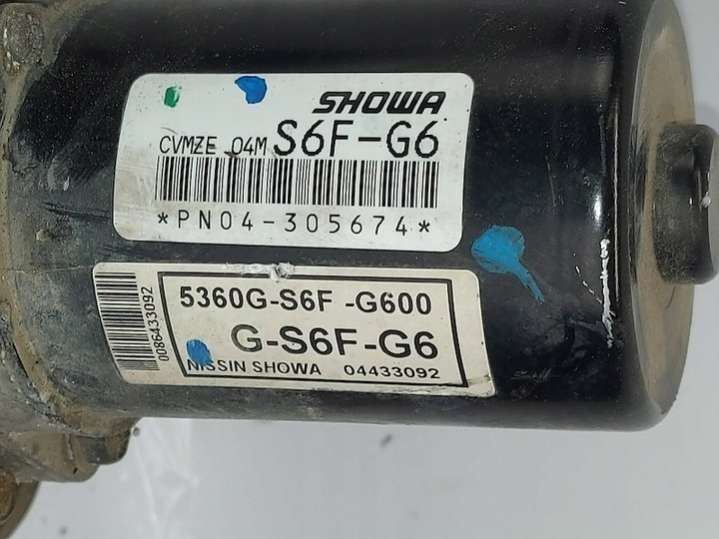 SHOWA
CVMZE 04M S6F-G6
*PN04-305674*
0086433092
5360G-S6F -G600
G-S6F-G6
NISSIN SHOWA 04433092